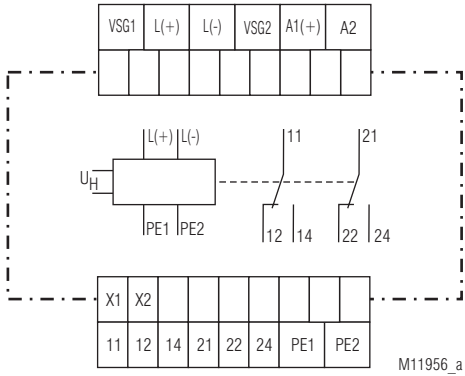 VSG1 L(+) L(-) VSG2 A1(+) A2
L(+) L(-) 11 21
UH
PE1 PE2 12 14 22 24
X1 X2
11 12 14 21 22 24 PE1 PE2
M11956_a